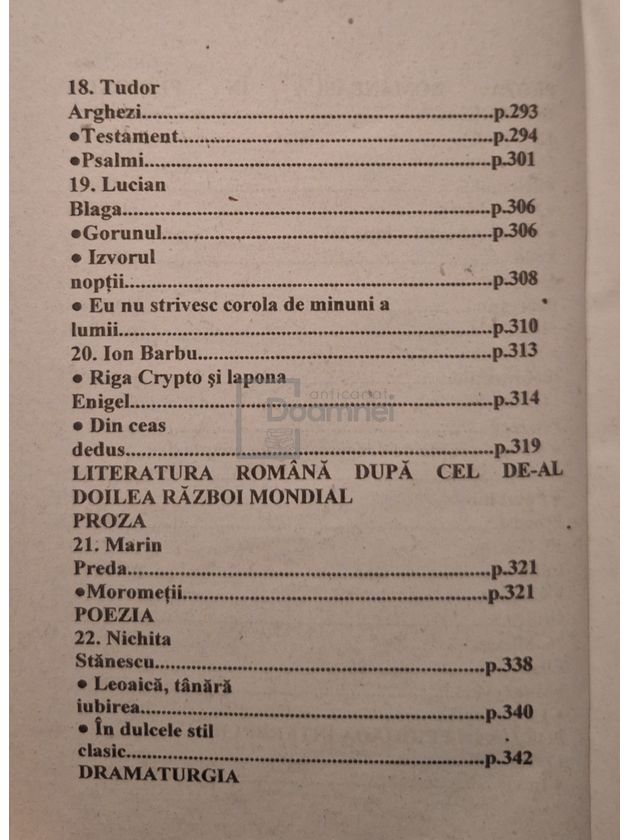 18. Tudor
Arghezi..........p.293
●Testament..........p.294
●Psalmi..........p.301
19. Lucian
Blaga..........p.306
●Gorunul..........p.306
● Izvorul
nopții..........p.308
● Eu nu strivesc corola de minuni a
lumii..........p.310
20. Ion Barbu..........p.313
● Riga Crypto și lapona
Enigel..........p.314
anticariat
Doamnei
● Din ceas
dedus..........p.319
LITERATURA ROMÂNĂ DUPĂ CEL DE-AL
DOILEA RĂZBOI MONDIAL
PROZA
21. Marin
Preda..........p.321
●Moromeții..........p.321
POEZIA
22. Nichita
Stănescu..........p.338
● Leoaică, tânără
iubirea..........p.340
● În dulcele stil
clasic..........p.342
DRAMATURGIA